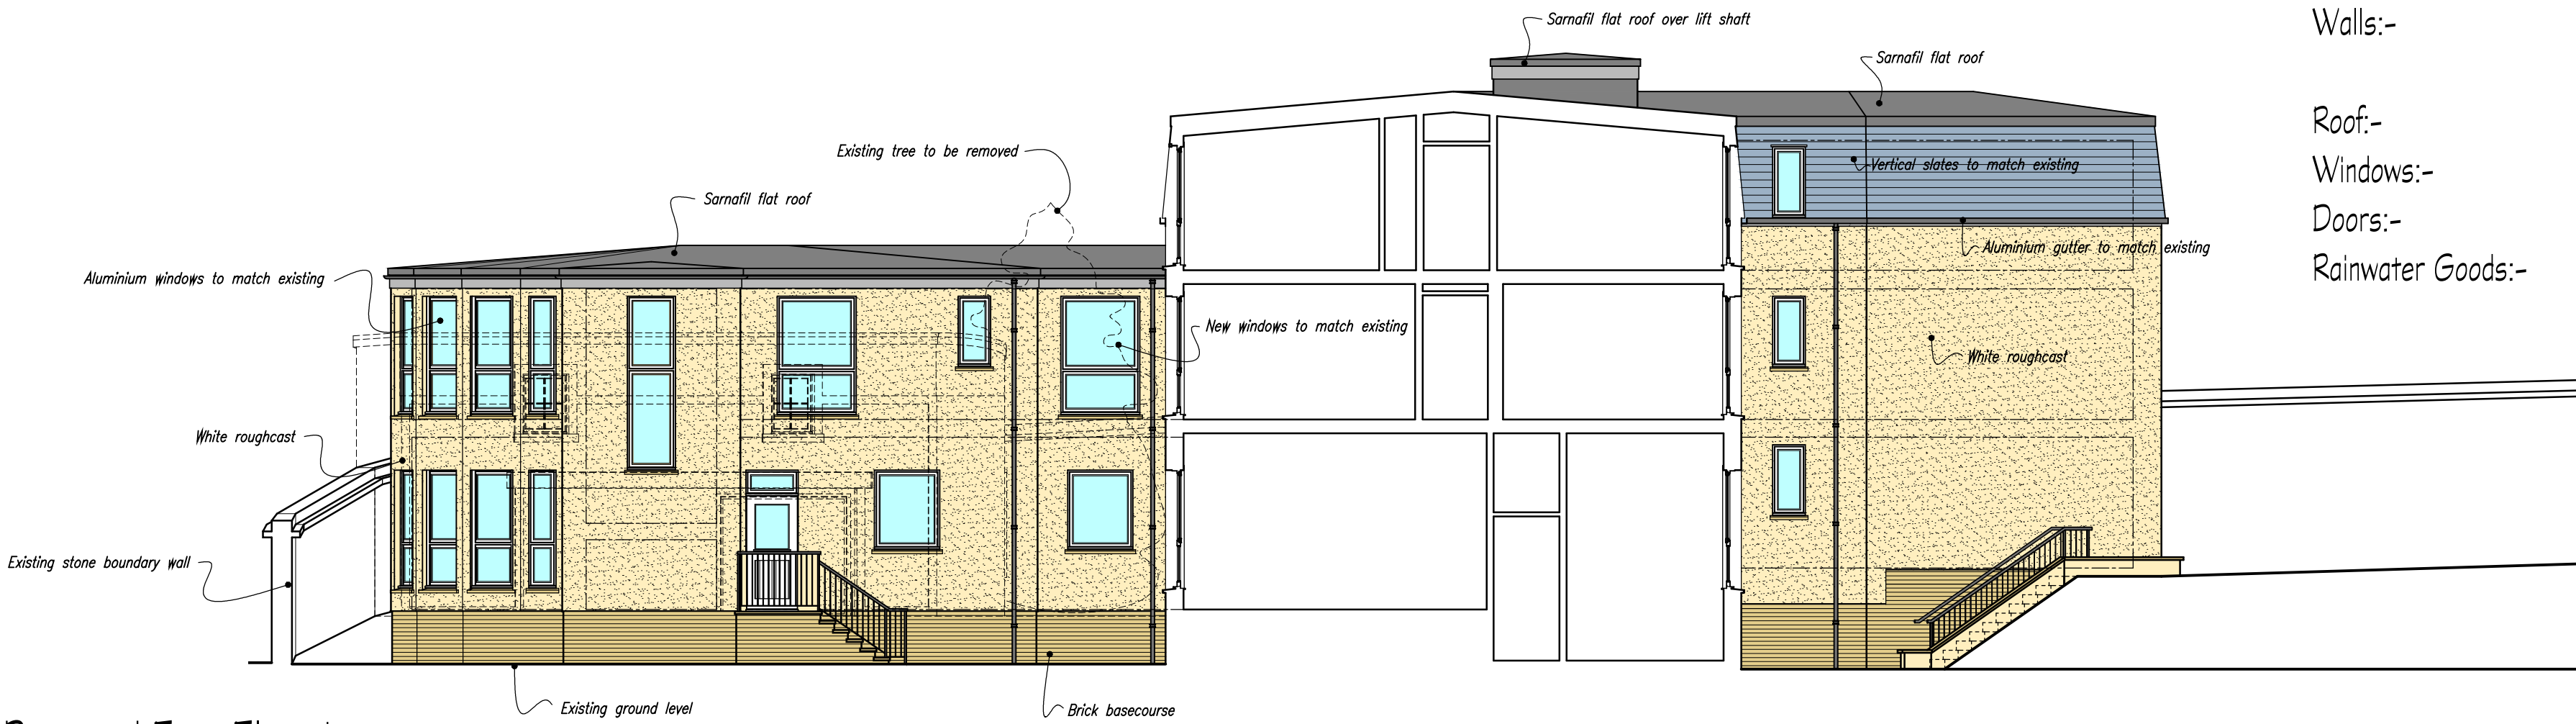 Sarnafil flat roof over lift shaft
Walls:-
Sarnafil flat roof
Roof:-
Existing tree to be removed
Vertical slates to match existing
Windows:-
Sarnafil flat roof
Doors:-
Aluminium gutter to match existing
Rainwater Goods:-
Aluminium windows to match existing
New windows to match existing
White roughcast
White roughcast
Existing stone boundary wall
Existing ground level
Brick basecourse